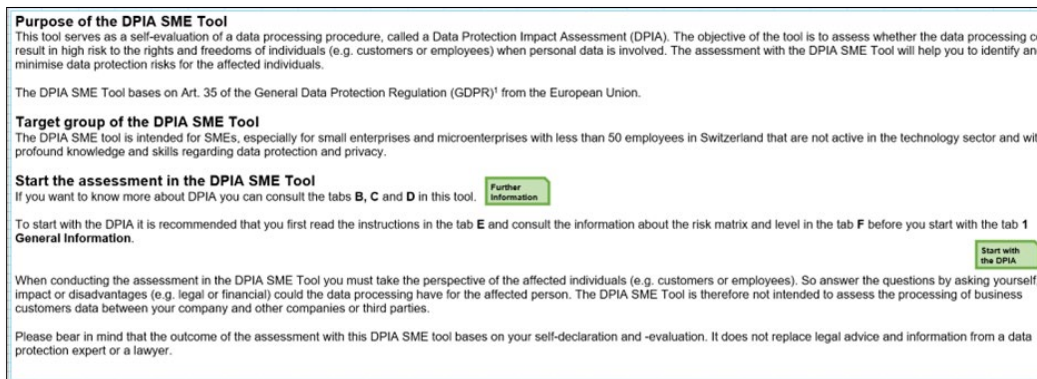 Purpose of the DPIA SME Tool
This tool serves as a self-evaluation of a data processing procedure, called a Data Protection Impact Assessment (DPIA). The objective of the tool is to assess whether the data processing
result in high risk to the rights and freedoms of individuals (e.g. customers or employees) when personal data is involved. The assessment with the DPIA SME Tool will help you to identify
minimise data protection risks for the affected individuals.
The DPIA SME Tool bases on Art. 35 of the General Data Protection Regulation (GDPR)¹ from the European Union.
Target group of the DPIA SME Tool
The DPIA SME tool is intended for SMEs, especially for small enterprises and microenterprises with less than 50 employees in Switzerland that are not active in the technology sector and
profound knowledge and skills regarding data protection and privacy.
Start the assessment in the DPIA SME Tool
Further
Information
If you want to know more about DPIA you can consult the tabs B, C and D in this tool.
To start with the DPIA it is recommended that you first read the instructions in the tab E and consult the information about the risk matrix and level in the tab F before you start with the tab 1
General Information.
Start with
the DPIA
When conducting the assessment in the DPIA SME Tool you must take the perspective of the affected individuals (e.g. customers or employees). So answer the questions by asking yourself
impact or disadvantages (e.g. legal or financial) could the data processing have for the affected person. The DPIA SME Tool is therefore not intended to assess the processing of business
customers data between your company and other companies or third parties.
Please bear in mind that the outcome of the assessment with this DPIA SME tool bases on your self-declaration and -evaluation. It does not replace legal advice and information from a data
protection expert or a lawyer.